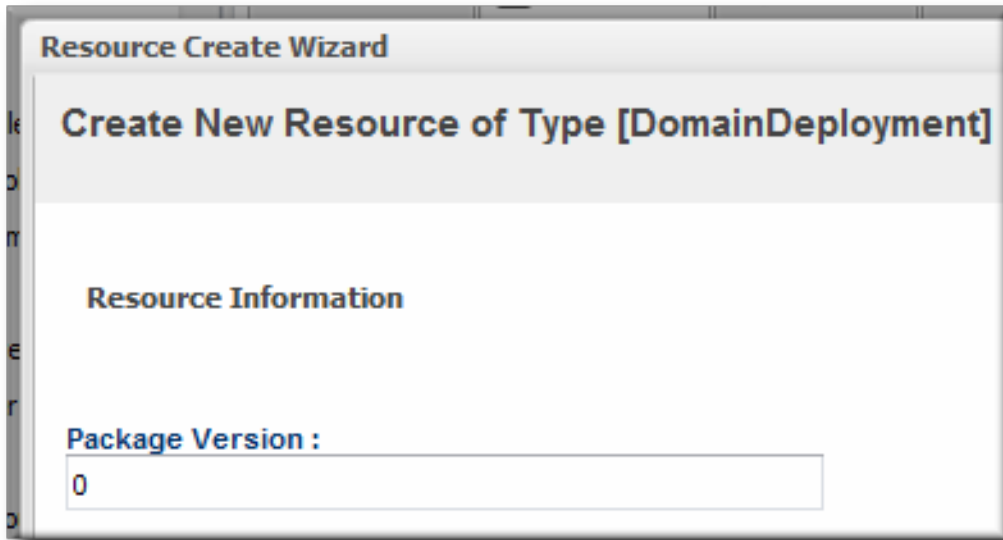 Resource Create Wizard
Create New Resource of Type [DomainDeployment]
Resource Information
Package Version :
0